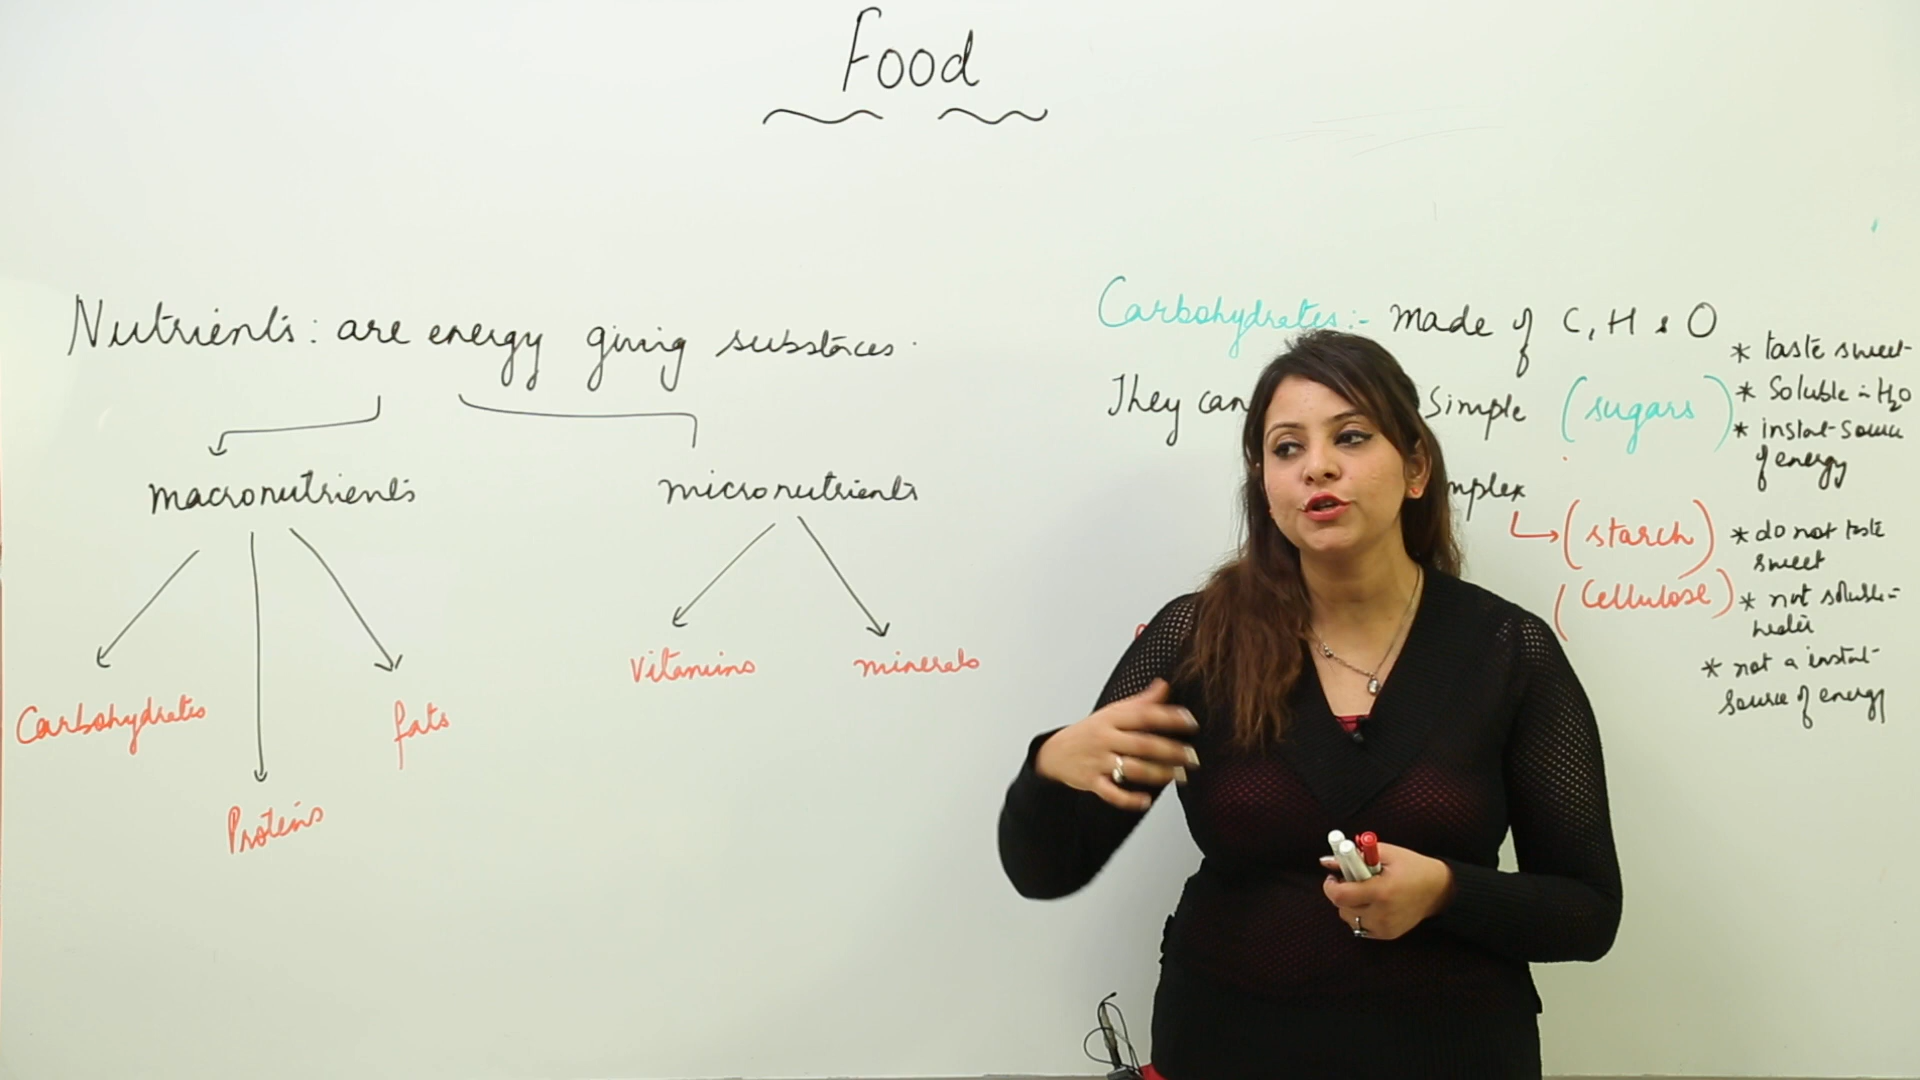 Food
Nutrients: are energy giving substances.
macronutrients
micronutrients
Carbohydrates
Proteins
fats
vitamins
minerals
Carbohydrates:- made of C, H & O
They can
Simple (sugars)
* taste sweet
* Soluble in H2O
* instant source
of energy
mplex
(starch)
(cellulose)
* do not taste
sweet
* not soluble in
water
* not a instant
source of energy